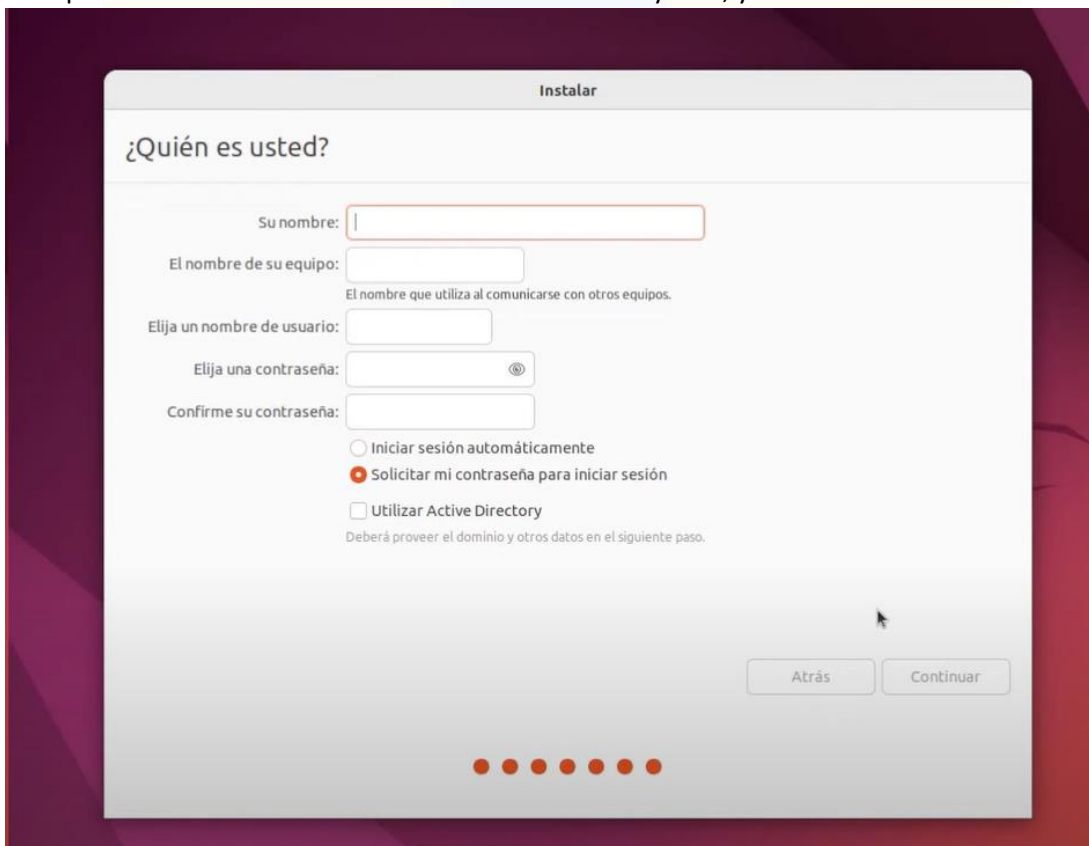 Instalar
¿Quién es usted?
Su nombre:
El nombre de su equipo:
El nombre que utiliza al comunicarse con otros equipos.
Elija un nombre de usuario:
Elija una contraseña:
Confirme su contraseña:
Iniciar sesión automáticamente
Solicitar mi contraseña para iniciar sesión
Utilizar Active Directory
Deberá proveer el dominio y otros datos en el siguiente paso.
Atrás Continuar